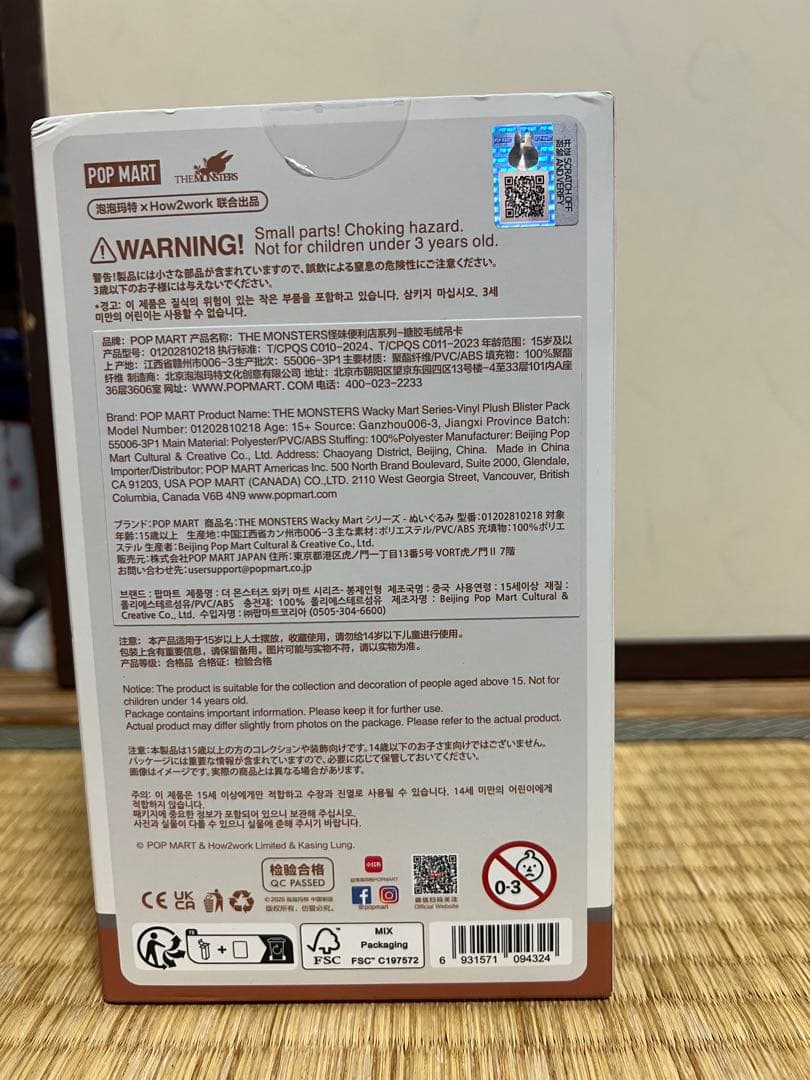 POP MART
THE MONSTERS
泡泡玛特 × How2work 联合出品
POP MART
开证 SCRATCH OFF
刮验 AND VERIFY
WARNING! Small parts! Choking hazard.
Not for children under 3 years old.
警告!製品には小さな部品が含まれていますので、誤飲による窒息の危険性にご注意ください。
3歳以下のお子様には与えないでください。
*경고: 이 제품은 질식의 위험이 있는 작은 부품을 포함하고 있습니다. 삼키지 마십시오. 3세
미만의 어린이는 사용할 수 없습니다.
品牌: POP MART 产品名称: THE MONSTERS怪味便利店系列-搪胶毛绒吊卡
产品型号: 01202810218 执行标准: T/CPQS C010-2024、T/CPQS C011-2023 年龄范围: 15岁及以
上 产地: 江西省赣州市006-3 生产批次: 55006-3P1 主要材质: 聚酯纤维/PVC/ABS 填充物: 100%聚酯
纤维 制造商: 北京泡泡玛特文化创意有限公司 地址: 北京市朝阳区望京东园四区13号楼-4至33层101内A座
36层3606室 网址: WWW.POPMART.COM 电话: 400-023-2233
Brand: POP MART Product Name: THE MONSTERS Wacky Mart Series-Vinyl Plush Blister Pack
Model Number: 01202810218 Age: 15+ Source: Ganzhou006-3, Jiangxi Province Batch:
55006-3P1 Main Material: Polyester/PVC/ABS Stuffing: 100%Polyester Manufacturer: Beijing Pop
Mart Cultural & Creative Co., Ltd. Address: Chaoyang District, Beijing, China. Made in China
Importer/Distributor: POP MART Americas Inc. 500 North Brand Boulevard, Suite 2000, Glendale,
CA 91203, USA POP MART (CANADA) CO.,LTD. 2110 West Georgia Street, Vancouver, British
Columbia, Canada V6B 4N9 www.popmart.com
ブランド:POP MART 商品名:THE MONSTERS Wacky Mart シリーズ - ぬいぐるみ 型番:01202810218 対象
年齢:15歳以上 生産地:中国江西省カン州市006-3 主な素材:ポリエステル/PVC/ABS 充填物:100%ポリエ
ステル 生産者:Beijing Pop Mart Cultural & Creative Co., Ltd.
販売元:株式会社POP MART JAPAN 住所:東京都港区虎ノ門一丁目13番5号 VORT虎ノ門Ⅱ 7階
お問い合わせ先:usersupport@popmart.co.jp
브랜드 : 팝마트 제품명 : 더 몬스터즈 와키 마트 시리즈- 봉제인형 제조국명 : 중국 사용연령 : 15세이상 재질 :
폴리에스테르섬유/PVC/ABS 충전재: 100% 폴리에스테르섬유 제조자명 : Beijing Pop Mart Cultural &
Creative Co., Ltd. 수입자명 : ㈜팝마트코리아 (0505-304-6600)
注意: 本产品适用于15岁以上人士摆放，收藏使用，请勿给14岁以下儿童进行使用。
包装上含有重要信息，请保留备用。图片可能与实物不符，请以实物为准。
产品等级: 合格品 合格证: 检验合格
Notice: The product is suitable for the collection and decoration of people aged above 15. Not for
children under 14 years old.
Package contains important information. Please keep it for further use.
Actual product may differ slightly from photos on the package. Please refer to the actual product.
注意:本製品は15歳以上の方のコレクションや装飾向けです。14歳以下のお子さま向けではございません。
パッケージには重要な情報が含まれていますので、必要に応じて保管しておいてください。
画像はイメージです。実際の商品とは異なる場合があります。
주의: 이 제품은 15세 이상에게만 적합하고 수장과 진열로 사용될 수 있습니다. 14세 미만의 어린이에게
적합하지 않습니다.
패키지에 중요한 정보가 포함되어 있으니 보관해 주십시오.
사진과 실물이 다를 수 있으니 실물에 준해 주시기 바랍니다.
© POP MART & How2work Limited & Kasing Lung.
检验合格
QC PASSED
小红书
@泡泡玛特POPMART
@popmart
Official Website
0-3
CE
UK
CA
© 2025 泡泡玛特 中国制造
版权所有，仿冒必究。
FR
+
FSC
MIX
Packaging
FSC™ C197572
6 931571 094324